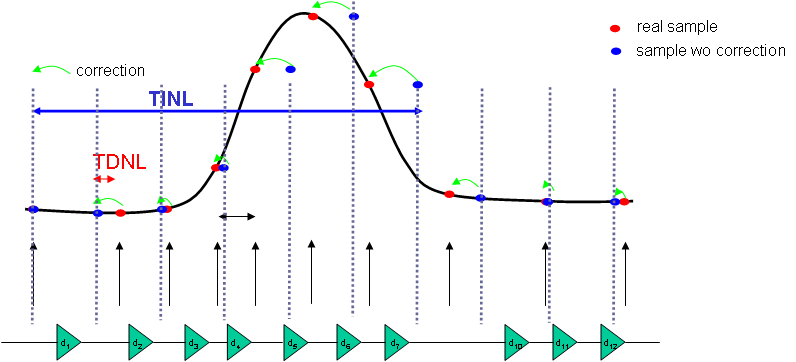 real sample
sample wo correction
correction
TINL
TDNL
d1 d2 d3 d4 d5 d6 d7 d10 d11 d12